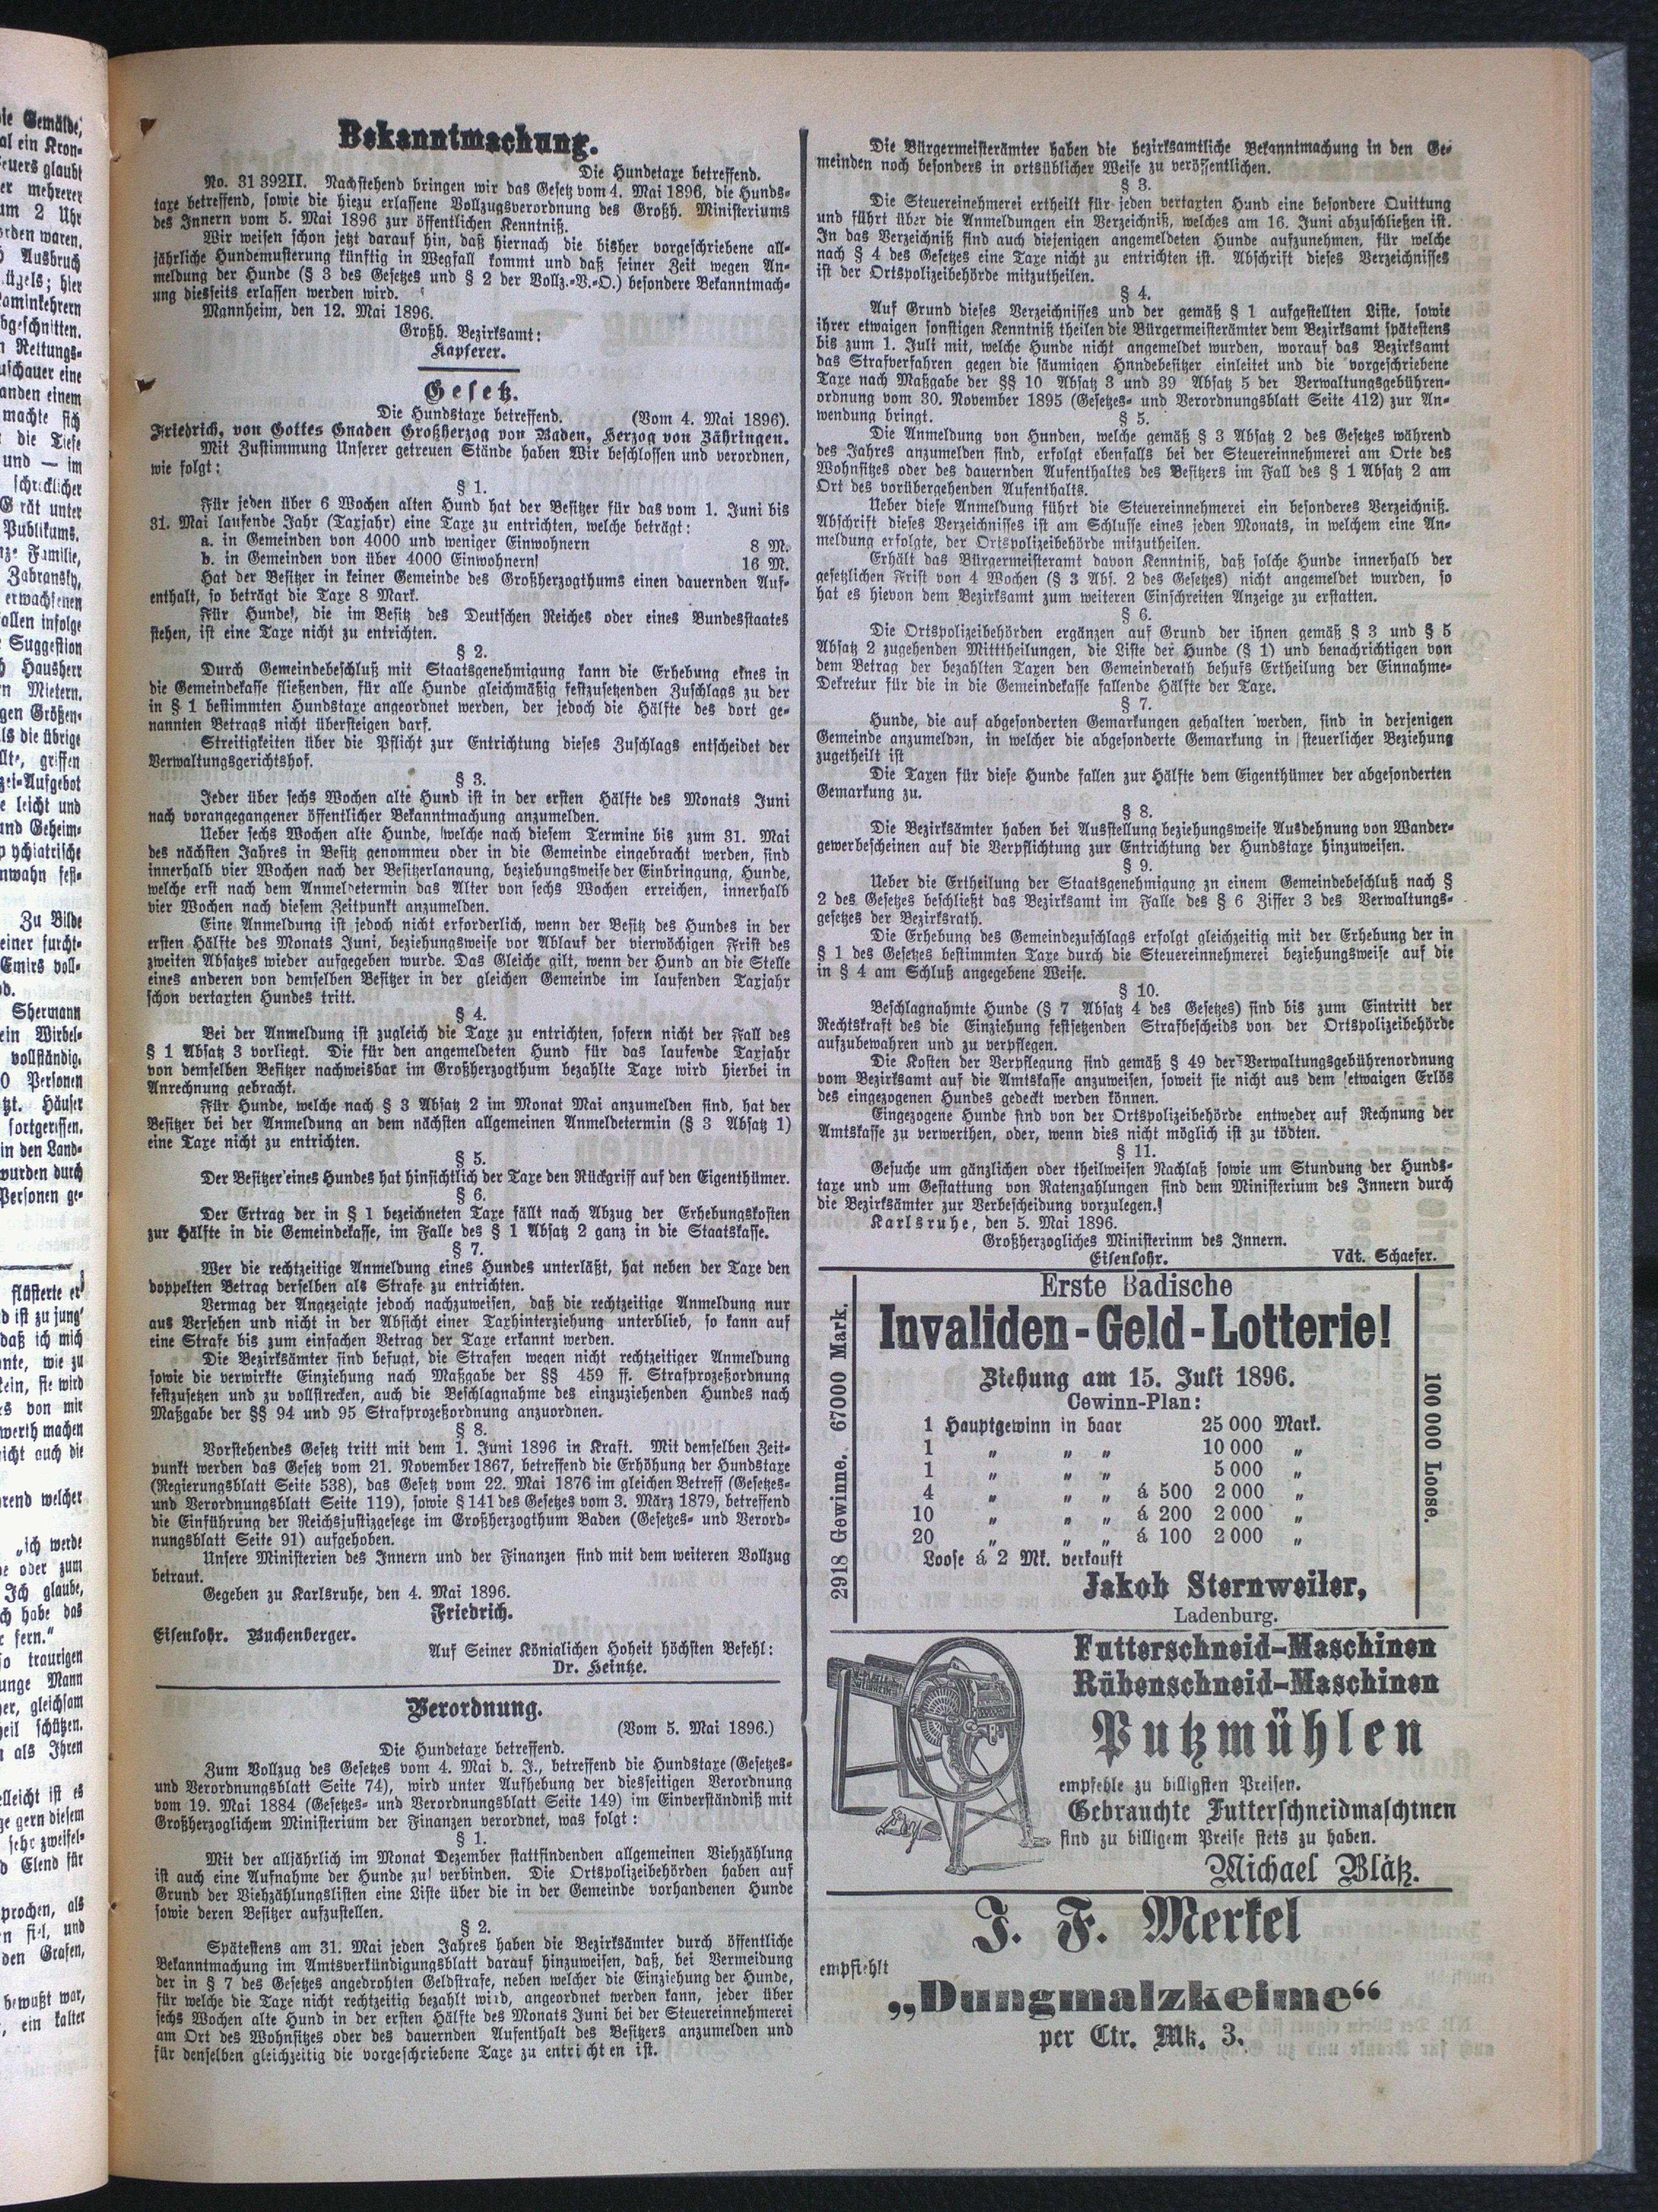 Bekanntmachung.
Die Hundetaxe betreffend.
No. 31 392II. Nachstehend bringen wir das Gesetz vom 4. Mai 1896, die Hunds-
taxe betreffend, sowie die hiezu erlassene Vollzugsverordnung des Großh. Ministeriums
des Innern vom 5. Mai 1896 zur öffentlichen Kenntniß.
Wir weisen schon jetzt darauf hin, daß hiernach die bisher vorgeschriebene all-
jährliche Hundemusterung künftig in Wegfall kommt und daß seiner Zeit wegen An-
meldung der Hunde (§ 3 des Gesetzes und § 2 der Vollz.-V.-O.) besondere Bekanntmach-
ung diesseits erlassen werden wird.
Mannheim, den 12. Mai 1896.
Großh. Bezirksamt:
Kapferer.
Gesetz.
Die Hundstaxe betreffend. (Vom 4. Mai 1896).
Friedrich, von Gottes Gnaden Großherzog von Baden, Herzog von Zähringen.
Mit Zustimmung Unserer getreuen Stände haben Wir beschlossen und verordnen,
wie folgt:
§ 1.
Für jeden über 6 Wochen alten Hund hat der Besitzer für das vom 1. Juni bis
31. Mai laufende Jahr (Taxjahr) eine Taxe zu entrichten, welche beträgt:
a. in Gemeinden von 4000 und weniger Einwohnern 8 M.
b. in Gemeinden von über 4000 Einwohnern 16 M.
Hat der Besitzer in keiner Gemeinde des Großherzogthums einen dauernden Auf-
enthalt, so beträgt die Taxe 8 Mark.
Für Hunde, die im Besitz des Deutschen Reiches oder eines Bundesstaates
stehen, ist eine Taxe nicht zu entrichten.
§ 2.
Durch Gemeindebeschluß mit Staatsgenehmigung kann die Erhebung eines in
die Gemeindekasse fließenden, für alle Hunde gleichmäßig festzusetzenden Zuschlags zu der
in § 1 bestimmten Hundstaxe angeordnet werden, der jedoch die Hälfte des dort ge-
nannten Betrags nicht übersteigen darf.
Streitigkeiten über die Pflicht zur Entrichtung dieses Zuschlags entscheidet der
Verwaltungsgerichtshof.
§ 3.
Jeder über sechs Wochen alte Hund ist in der ersten Hälfte des Monats Juni
nach vorangegangener öffentlicher Bekanntmachung anzumelden.
Ueber sechs Wochen alte Hunde, welche nach diesem Termine bis zum 31. Mai
des nächsten Jahres in Besitz genommeu oder in die Gemeinde eingebracht werden, sind
innerhalb vier Wochen nach der Besitzerlangung, beziehungsweise der Einbringung, Hunde,
welche erst nach dem Anmeldetermin das Alter von sechs Wochen erreichen, innerhalb
vier Wochen nach diesem Zeitpunkt anzumelden.
Eine Anmeldung ist jedoch nicht erforderlich, wenn der Besitz des Hundes in der
ersten Hälfte des Monats Juni, beziehungsweise vor Ablauf der vierwöchigen Frist des
zweiten Absatzes wieder aufgegeben wurde. Das Gleiche gilt, wenn der Hund an die Stelle
eines anderen von demselben Besitzer in der gleichen Gemeinde im laufenden Taxjahr
schon vertaxten Hundes tritt.
§ 4.
Bei der Anmeldung ist zugleich die Taxe zu entrichten, sofern nicht der Fall des
§ 1 Absatz 3 vorliegt. Die für den angemeldeten Hund für das laufende Taxjahr
von demselben Besitzer nachweisbar im Großherzogthum bezahlte Taxe wird hierbei in
Anrechnung gebracht.
Für Hunde, welche nach § 3 Absatz 2 im Monat Mai anzumelden sind, hat der
Besitzer bei der Anmeldung an dem nächsten allgemeinen Anmeldetermin (§ 3 Absatz 1)
eine Taxe nicht zu entrichten.
§ 5.
Der Besitzer eines Hundes hat hinsichtlich der Taxe den Rückgriff auf den Eigenthümer.
§ 6.
Der Ertrag der in § 1 bezeichneten Taxe fällt nach Abzug der Erhebungskosten
zur Hälfte in die Gemeindekasse, im Falle des § 1 Absatz 2 ganz in die Staatskasse.
§ 7.
Wer die rechtzeitige Anmeldung eines Hundes unterläßt, hat neben der Taxe den
doppelten Betrag derselben als Strafe zu entrichten.
Vermag der Angezeigte jedoch nachzuweisen, daß die rechtzeitige Anmeldung nur
aus Versehen und nicht in der Absicht einer Taxhinterziehung unterblieb, so kann auf
eine Strafe bis zum einfachen Betrag der Taxe erkannt werden.
Die Bezirksämter sind befugt, die Strafen wegen nicht rechtzeitiger Anmeldung
sowie die verwirkte Einziehung nach Maßgabe der §§ 459 ff. Strafprozeßordnung
festzusetzen und zu vollstrecken, auch die Beschlagnahme des einzuziehenden Hundes nach
Maßgabe der §§ 94 und 95 Strafprozeßordnung anzuordnen.
§ 8.
Vorstehendes Gesetz tritt mit dem 1. Juni 1896 in Kraft. Mit demselben Zeit-
punkt werden das Gesetz vom 21. November 1867, betreffend die Erhöhung der Hundstaxe
(Regierungsblatt Seite 538), das Gesetz vom 22. Mai 1876 im gleichen Betreff (Gesetzes-
und Verordnungsblatt Seite 119), sowie § 141 des Gesetzes vom 3. März 1879, betreffend
die Einführung der Reichsjustizgesege im Großherzogthum Baden (Gesetzes- und Verord-
nungsblatt Seite 91) aufgehoben.
Unsere Ministerien des Innern und der Finanzen sind mit dem weiteren Vollzug
betraut.
Gegeben zu Karlsruhe, den 4. Mai 1896.
Friedrich.
Eisenlohr. Buchenberger.
Auf Seiner Königlichen Hoheit höchsten Befehl:
Dr. Heintze.
Verordnung.
(Vom 5. Mai 1896.)
Die Hundetaxe betreffend.
Zum Vollzug des Gesetzes vom 4. Mai d. J., betreffend die Hundstaxe (Gesetzes-
und Verordnungsblatt Seite 74), wird unter Aufhebung der diesseitigen Verordnung
vom 19. Mai 1884 (Gesetzes- und Verordnungsblatt Seite 149) im Einverständniß mit
Großherzoglichem Ministerium der Finanzen verordnet, was folgt:
§ 1.
Mit der alljährlich im Monat Dezember stattfindenden allgemeinen Viehzählung
ist auch eine Aufnahme der Hunde zu verbinden. Die Ortspolizeibehörden haben auf
Grund der Viehzählungslisten eine Liste über die in der Gemeinde vorhandenen Hunde
sowie deren Besitzer aufzustellen.
§ 2.
Spätestens am 31. Mai jeden Jahres haben die Bezirksämter durch öffentliche
Bekanntmachung im Amtsverkündigungsblatt darauf hinzuweisen, daß, bei Vermeidung
der in § 7 des Gesetzes angedrohten Geldstrafe, neben welcher die Einziehung der Hunde,
für welche die Taxe nicht rechtzeitig bezahlt wird, angeordnet werden kann, jeder über
sechs Wochen alte Hund in der ersten Hälfte des Monats Juni bei der Steuereinnehmerei
am Ort des Wohnsitzes oder des dauernden Aufenthalt des Besitzers anzumelden und
für denselben gleichzeitig die vorgeschriebene Taxe zu entrichten ist.
Die Bürgermeisterämter haben die bezirksamtliche Bekanntmachung in den Ge-
meinden noch besonders in ortsüblicher Weise zu veröffentlichen.
§ 3.
Die Steuereinehmerei ertheilt für jeden vertaxten Hund eine besondere Quittung
und führt über die Anmeldungen ein Verzeichniß, welches am 16. Juni abzuschließen ist.
In das Verzeichniß sind auch diejenigen angemeldeten Hunde aufzunehmen, für welche
nach § 4 des Gesetzes eine Taxe nicht zu entrichten ist. Abschrift dieses Verzeichnisses
ist der Ortspolizeibehörde mitzutheilen.
§ 4.
Auf Grund dieses Verzeichnisses und der gemäß § 1 aufgestellten Liste, sowie
ihrer etwaigen sonstigen Kenntniß theilen die Bürgermeisterämter dem Bezirksamt spätestens
bis zum 1. Juli mit, welche Hunde nicht angemeldet wurden, worauf das Bezirksamt
das Strafverfahren gegen die säumigen Hnndebesitzer einleitet und die vorgeschriebene
Taxe nach Maßgabe der §§ 10 Absatz 3 und 39 Absatz 5 der Verwaltungsgebühren-
ordnung vom 30. November 1895 (Gesetzes- und Verordnungsblatt Seite 412) zur An-
wendung bringt.
§ 5.
Die Anmeldung von Hunden, welche gemäß § 3 Absatz 2 des Gesetzes während
des Jahres anzumelden sind, erfolgt ebenfalls bei der Steuereinnehmerei am Orte des
Wohnsitzes oder des dauernden Aufenthaltes des Besitzers im Fall des § 1 Absatz 2 am
Ort des vorübergehenden Aufenthalts.
Ueber diese Anmeldung führt die Steuereinnehmerei ein besonderes Verzeichniß.
Abschrift dieses Verzeichnisses ist am Schlusse eines jeden Monats, in welchem eine An-
meldung erfolgte, der Ortspolizeibehörde mitzutheilen.
Erhält das Bürgermeisteramt davon Kenntniß, daß solche Hunde innerhalb der
gesetzlichen Frist von 4 Wochen (§ 3 Abs. 2 des Gesetzes) nicht angemeldet wurden, so
hat es hievon dem Bezirksamt zum weiteren Einschreiten Anzeige zu erstatten.
§ 6.
Die Ortspolizeibehörden ergänzen auf Grund der ihnen gemäß § 3 und § 5
Absatz 2 zugehenden Mitttheilungen, die Liste der Hunde (§ 1) und benachrichtigen von
dem Betrag der bezahlten Taxen den Gemeinderath behufs Ertheilung der Einnahme-
Dekretur für die in die Gemeindekasse fallende Hälfte der Taxe.
§ 7.
Hunde, die auf abgesonderten Gemarkungen gehalten werden, sind in derjenigen
Gemeinde anzumelden, in welcher die abgesonderte Gemarkung in steuerlicher Beziehung
zugetheilt ist
Die Taxen für diese Hunde fallen zur Hälfte dem Eigenthümer der abgesonderten
Gemarkung zu.
§ 8.
Die Bezirksämter haben bei Ausstellung beziehungsweise Ausdehnung von Wander-
gewerbescheinen auf die Verpflichtung zur Entrichtung der Hundstaxe hinzuweisen.
§ 9.
Ueber die Ertheilung der Staatsgenehmigung zu einem Gemeindebeschluß nach §
2 des Gesetzes beschließt das Bezirksamt im Falle des § 6 Ziffer 3 des Verwaltungs-
gesetzes der Bezirksrath.
Die Erhebung des Gemeindezuschlags erfolgt gleichzeitig mit der Erhebung der in
§ 1 des Gesetzes bestimmten Taxe durch die Steuereinnehmerei beziehungsweise auf die
in § 4 am Schluß angegebene Weise.
§ 10.
Beschlagnahmte Hunde (§ 7 Absatz 4 des Gesetzes) sind bis zum Eintritt der
Rechtskraft des die Einziehung festsetzenden Strafbescheids von der Ortspolizeibehörde
aufzubewahren und zu verpflegen.
Die Kosten der Verpflegung sind gemäß § 49 der Verwaltungsgebührenordnung
vom Bezirksamt auf die Amtskasse anzuweisen, soweit sie nicht aus dem etwaigen Erlös
des eingezogenen Hundes gedeckt werden können.
Eingezogene Hunde sind von der Ortspolizeibehörde entweder auf Rechnung der
Amtskasse zu verwerthen, oder, wenn dies nicht möglich ist zu tödten.
§ 11.
Gesuche um gänzlichen oder theilweisen Nachlaß sowie um Stundung der Hunds-
taxe und um Gestattung von Ratenzahlungen sind dem Ministerium des Innern durch
die Bezirksämter zur Verbescheidung vorzulegen.
Karlsruhe, den 5. Mai 1896.
Großherzogliches Ministerinm des Innern.
Eisenlohr. Vdt. Schaefer.
2918 Gewinne. 67000 Mark.
Erste Badische
Invaliden-Geld-Lotterie!
Ziehung am 15. Juli 1896.
Gewinn-Plan:
1 Hauptgewinn in baar 25 000 Mark.
1 " " " 10 000 "
1 " " " 5 000 "
4 " " " á 500 2 000 "
10 " " " á 200 2 000 "
20 " " " á 100 2 000 "
Loose á 2 Mk. verkauft
Jakob Sternweiler,
Ladenburg.
100 000 Loose.
Futterschneid-Maschinen
Rübenschneid-Maschinen
Putzmühlen
empfehle zu billigsten Preisen.
Gebrauchte Futterschneidmaschinen
sind zu billigem Preise stets zu haben.
Michael Bläß.
J. F. Merkel
empfiehlt
„Dungmalzkeime“
per Ctr. Mk. 3.